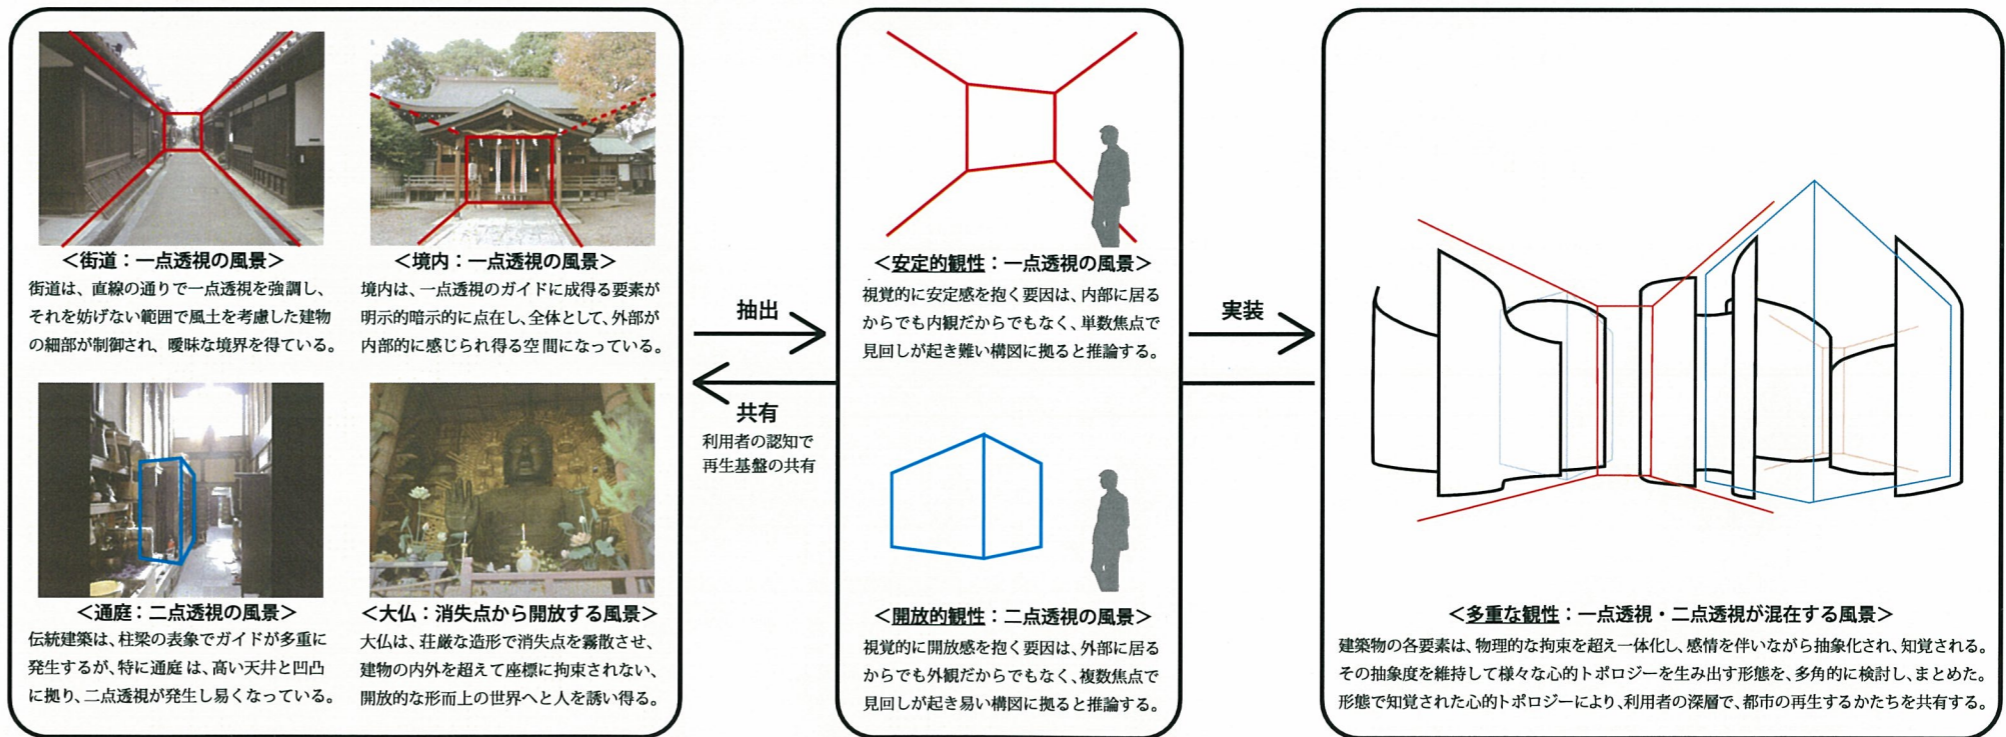 ＜街道：一点透視の風景＞
街道は、直線の通りで一点透視を強調し、
それを妨げない範囲で風土を考慮した建物
の細部が制御され、曖昧な境界を得ている。
＜境内：一点透視の風景＞
境内は、一点透視のガイドに成得る要素が
明示的暗示的に点在し、全体として、外部が
内部的に感じられ得る空間になっている。
＜通庭：二点透視の風景＞
伝統建築は、柱梁の表象でガイドが多重に
発生するが、特に通庭は、高い天井と凹凸
に拠り、二点透視が発生し易くなっている。
＜大仏：消失点から開放する風景＞
大仏は、荘厳な造形で消失点を霧散させ、
建物の内外を超えて座標に拘束されない、
開放的な形而上の世界へと人を誘い得る。
抽出
共有
利用者の認知で
再生基盤の共有
＜安定的観性：一点透視の風景＞
視覚的に安定感を抱く要因は、内部に居る
からでも内観だからでもなく、単数焦点で
見回しが起き難い構図に拠ると推論する。
＜開放的観性：二点透視の風景＞
視覚的に開放感を抱く要因は、外部に居る
からでも外観だからでもなく、複数焦点で
見回しが起き易い構図に拠ると推論する。
実装
＜多重な観性：一点透視・二点透視が混在する風景＞
建築物の各要素は、物理的な拘束を超え一体化し、感情を伴いながら抽象化され、知覚される。
その抽象度を維持して様々な心的トポロジーを生み出す形態を、多角的に検討し、まとめた。
形態で知覚された心的トポロジーにより、利用者の深層で、都市の再生するかたちを共有する。